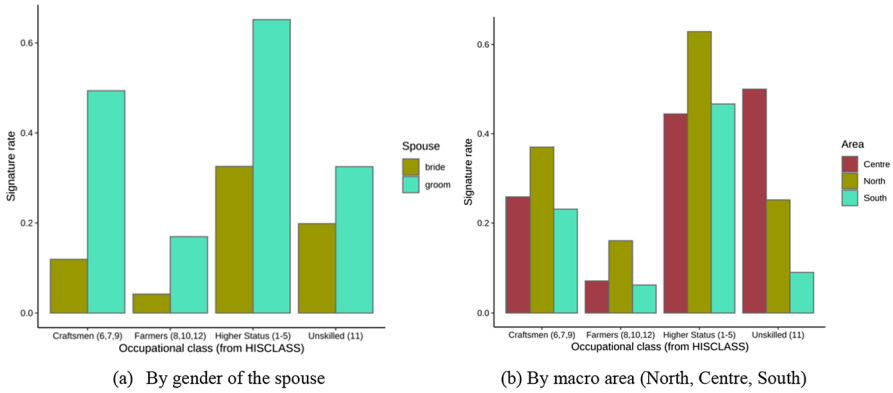 Signature rate
0.6
0.4
0.2
0.0
Craftsmen (6,7,9) Farmers (8,10,12) Higher Status (1-5) Unskilled (11)
Occupational class (from HISCLASS)
Spouse
bride
groom
(a) By gender of the spouse
Signature rate
0.6
0.4
0.2
0.0
Craftsmen (6,7,9) Farmers (8,10,12) Higher Status (1-5) Unskilled (11)
Occupational class (from HISCLASS)
Area
Centre
North
South
(b) By macro area (North, Centre, South)